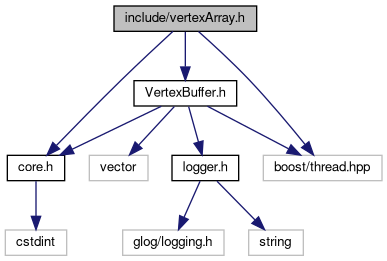 include/vertexArray.h
VertexBuffer.h
core.h
vector
logger.h
boost/thread.hpp
cstdint
glog/logging.h
string